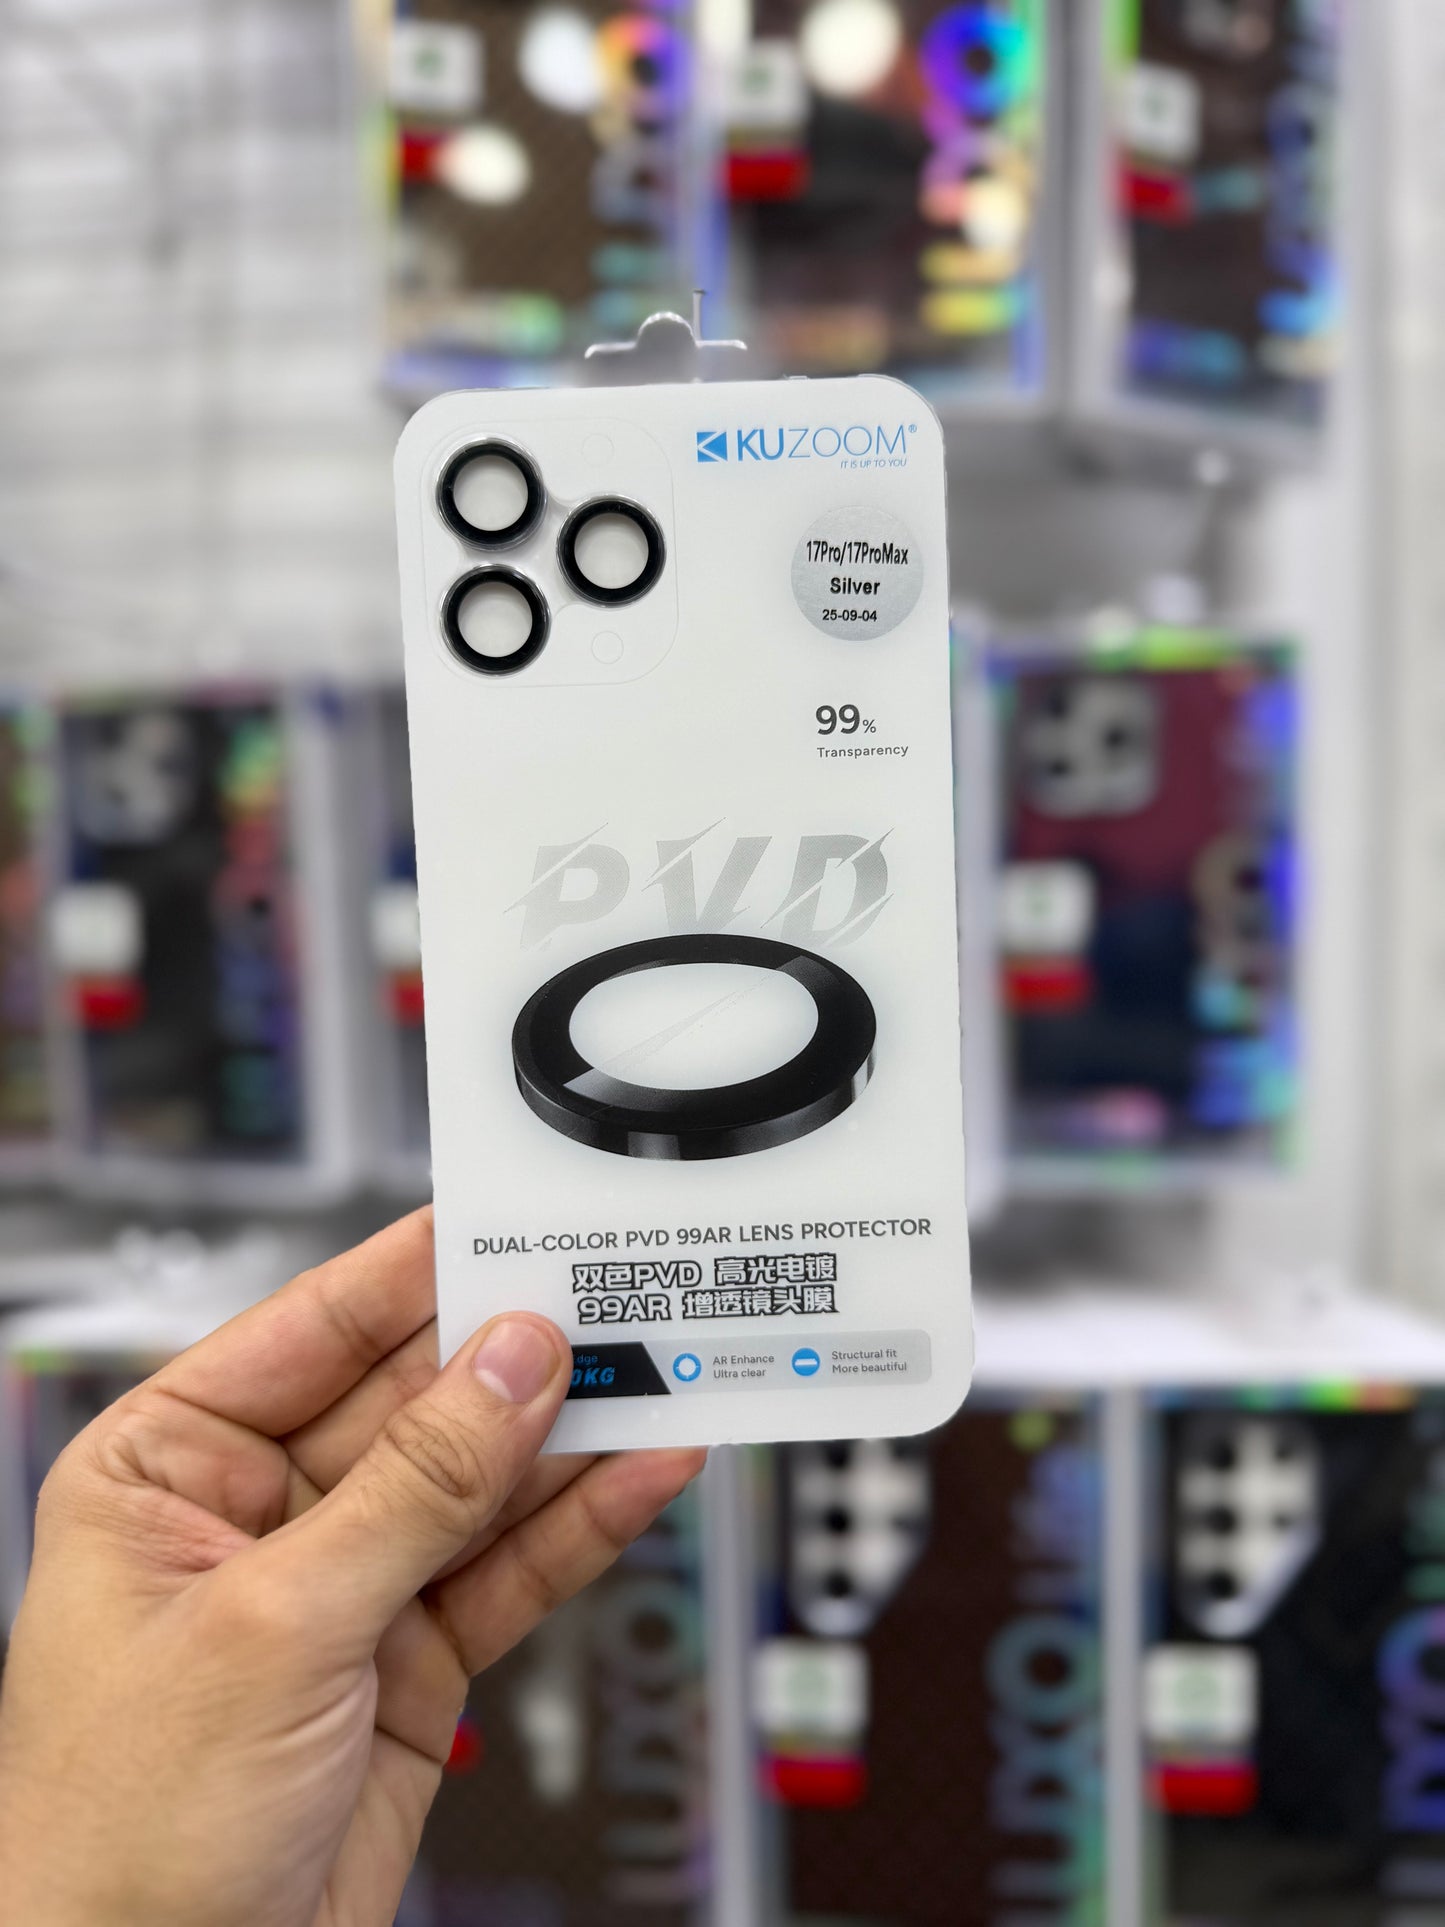 KUZOOM®
IT IS UP TO YOU
17Pro/17ProMax
Silver
25-09-04
99%
Transparency
PVD
DUAL-COLOR PVD 99AR LENS PROTECTOR
双色PVD 高光电镀
99AR 增透镜头膜
AR Enhance
Ultra clear
Structural fit
More beautiful